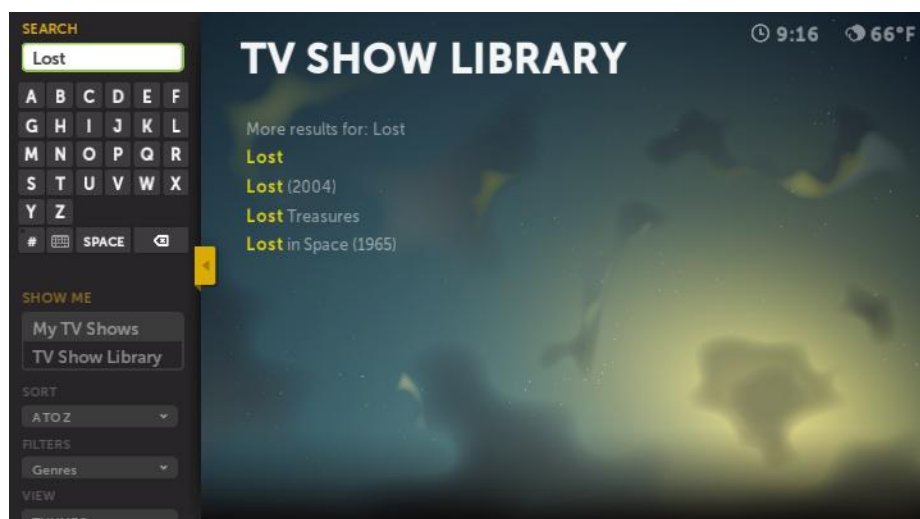 SEARCH
Lost
A B C D E F
G H I J K L
M N O P Q R
S T U V W X
Y Z
# SPACE
SHOW ME
My TV Shows
TV Show Library
SORT
A TO Z
FILTERS
Genres
VIEW
TV SHOW LIBRARY
9:16 66°F
More results for: Lost
Lost
Lost (2004)
Lost Treasures
Lost in Space (1965)